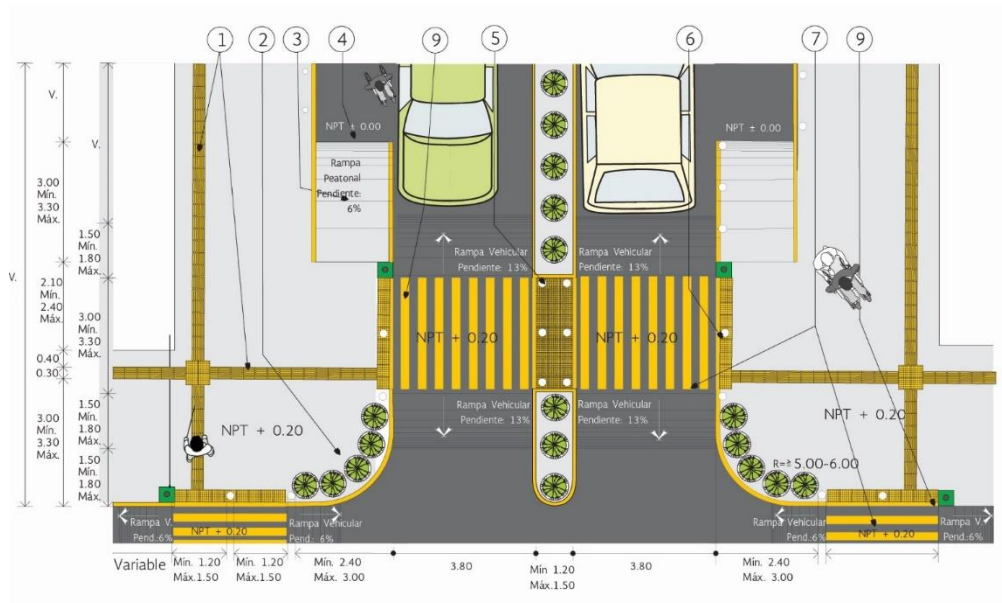 1
2
3
4
9
5
6
7
9
V.
V.
V.
3.00
Mín.
3.30
Máx.
1.50
Mín.
1.80
Máx.
2.10
Mín.
2.40
Máx.
3.00
Mín.
3.30
Máx.
0.40
0.30
3.00
Mín.
3.30
Máx.
1.50
Mín.
1.80
Máx.
1.50
Mín.
1.80
Máx.
NPT ± 0.00
Rampa
Peatonal
Pendiente:
6%
NPT ± 0.00
Rampa Vehicular
Pendiente: 13%
Rampa Vehicular
Pendiente: 13%
NPT + 0.20
NPT + 0.20
Rampa Vehicular
Pendiente: 13%
Rampa Vehicular
Pendiente: 13%
NPT + 0.20
NPT + 0.20
R=± 5.00-6.00
Rampa V.
Pend.:6%
NPT + 0.20
Rampa Vehicular
Pend.: 6%
Rampa Vehicular
Pend.:6%
NPT + 0.20
Rampa V.
Pend.:6%
Variable
Mín. 1.20
Máx.1.50
Mín. 1.20
Máx.1.50
Mín. 2.40
Máx. 3.00
3.80
Mín 1.20
Máx.1.50
3.80
Mín. 2.40
Máx. 3.00